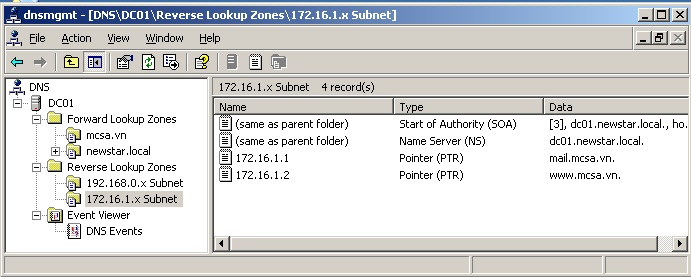 dnsmgmt - [DNS\DC01\Reverse Lookup Zones\172.16.1.x Subnet]
File Action View Window Help
DNS
DC01
Forward Lookup Zones
mcsa.vn
newstar.local
Reverse Lookup Zones
192.168.0.x Subnet
172.16.1.x Subnet
Event Viewer
DNS Events
172.16.1.x Subnet 4 record(s)
Name Type Data
(same as parent folder) Start of Authority (SOA) [3], dc01.newstar.local., ho.
(same as parent folder) Name Server (NS) dc01.newstar.local.
172.16.1.1 Pointer (PTR) mail.mcsa.vn.
172.16.1.2 Pointer (PTR) www.mcsa.vn.